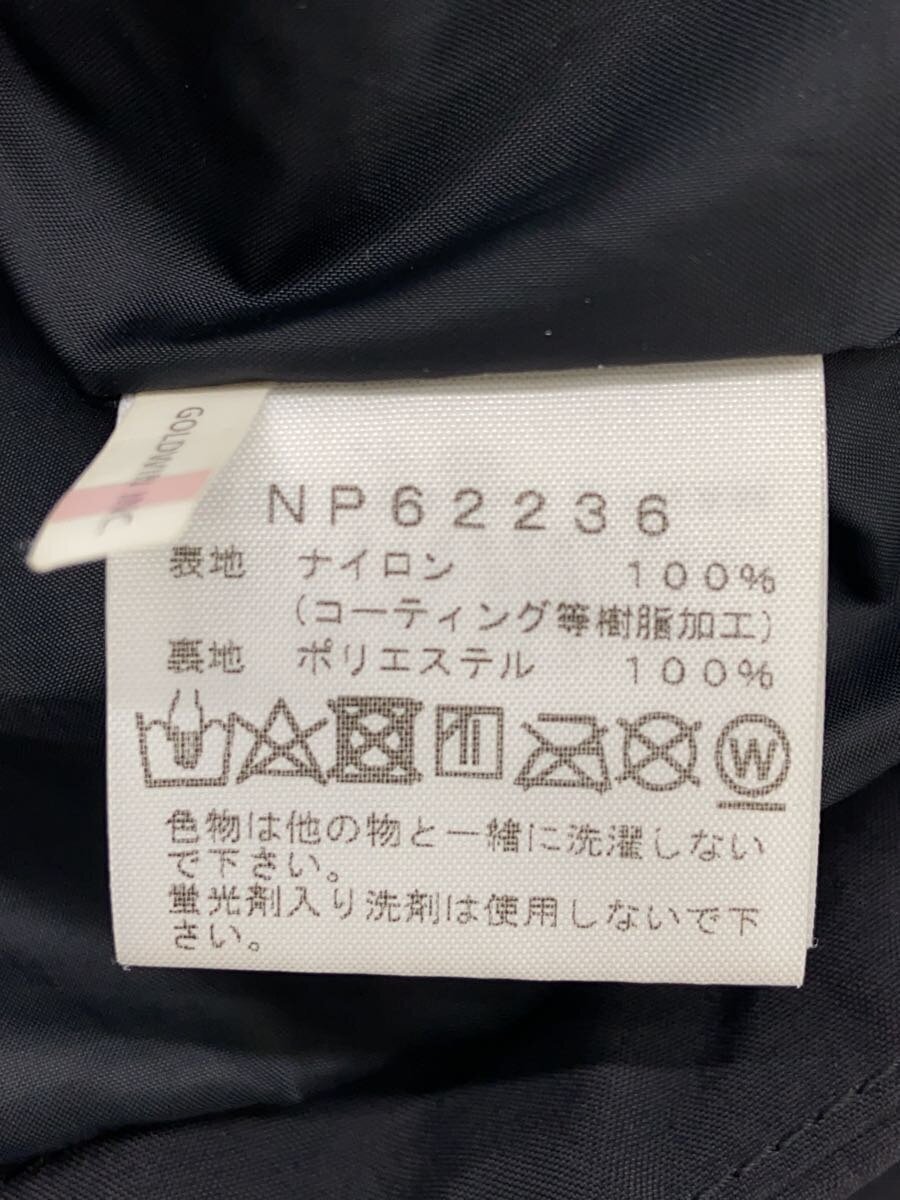 GOLDWIN INC
NP62236
表地 ナイロン 100%
(コーティング等樹脂加工)
裏地 ポリエステル 100%
W
色物は他の物と一緒に洗濯しない
で下さい。
蛍光剤入り洗剤は使用しないで下
さい。